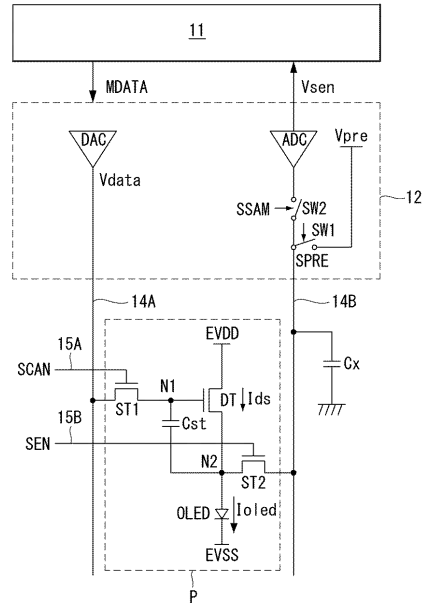 11
MDATA
Vsen
DAC
ADC
Vpre
Vdata
SSAM
SW2
12
SW1
SPRE
14A
14B
EVDD
15A
SCAN
N1
DT
Ids
Cx
ST1
15B
Cst
SEN
N2
ST2
OLED
Ioled
EVSS
P